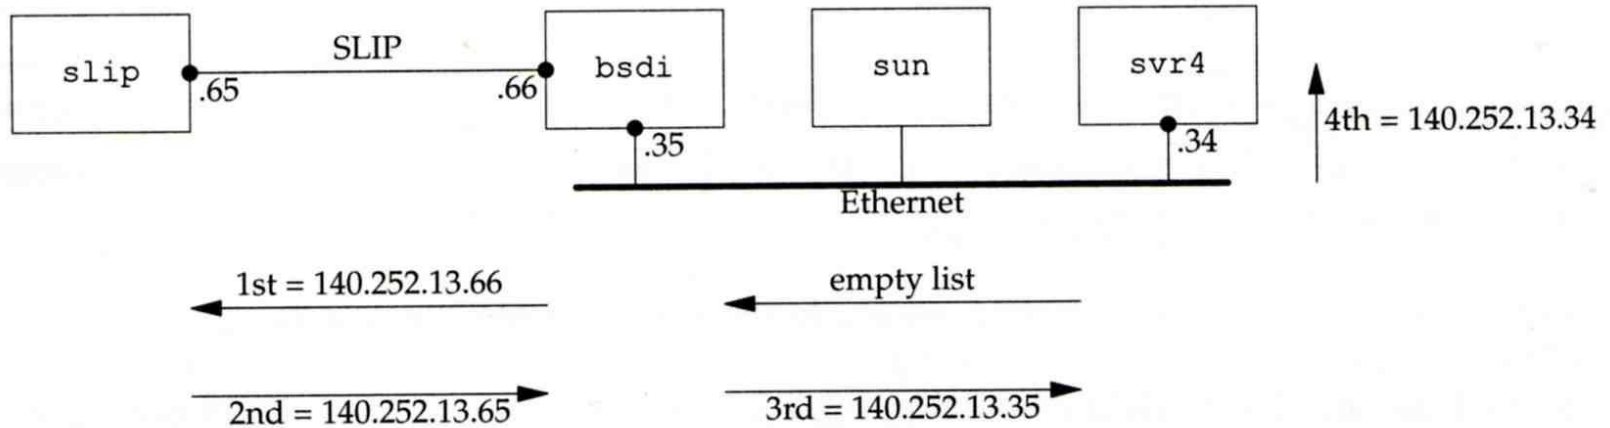 slip
SLIP
bsdi
sun
svr4
.65
.66
.35
.34
4th = 140.252.13.34
Ethernet
1st = 140.252.13.66
empty list
2nd = 140.252.13.65
3rd = 140.252.13.35